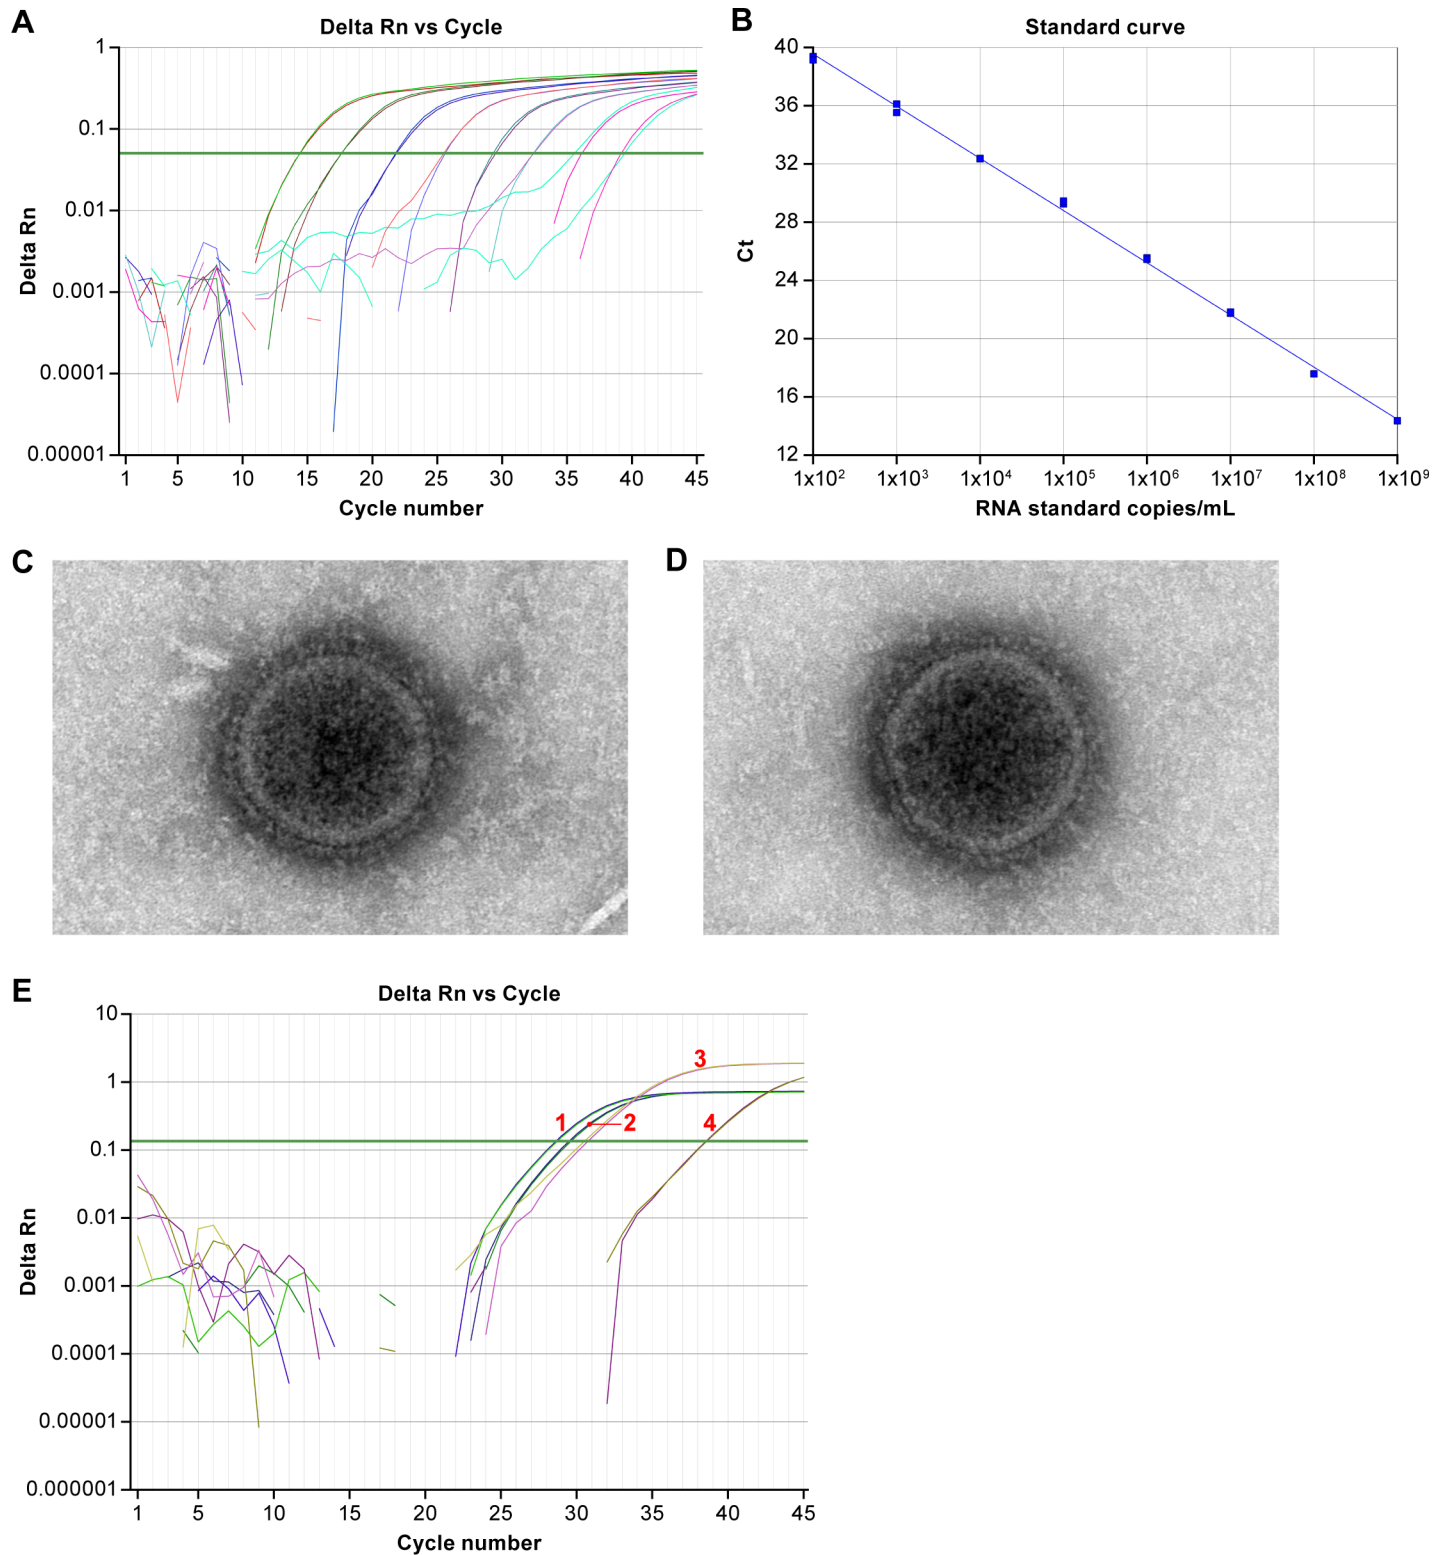 A
Delta Rn vs Cycle
1
0.1
0.01
0.001
0.0001
0.00001
Delta Rn
1 5 10 15 20 25 30 35 40 45
Cycle number
B
Standard curve
40
36
32
28
24
20
16
12
Ct
1x10² 1x10³ 1x10⁴ 1x10⁵ 1x10⁶ 1x10⁷ 1x10⁸ 1x10⁹
RNA standard copies/mL
C
D
E
Delta Rn vs Cycle
10
1
0.1
0.01
0.001
0.0001
0.00001
0.000001
Delta Rn
3
1 2 4
1 5 10 15 20 25 30 35 40 45
Cycle number